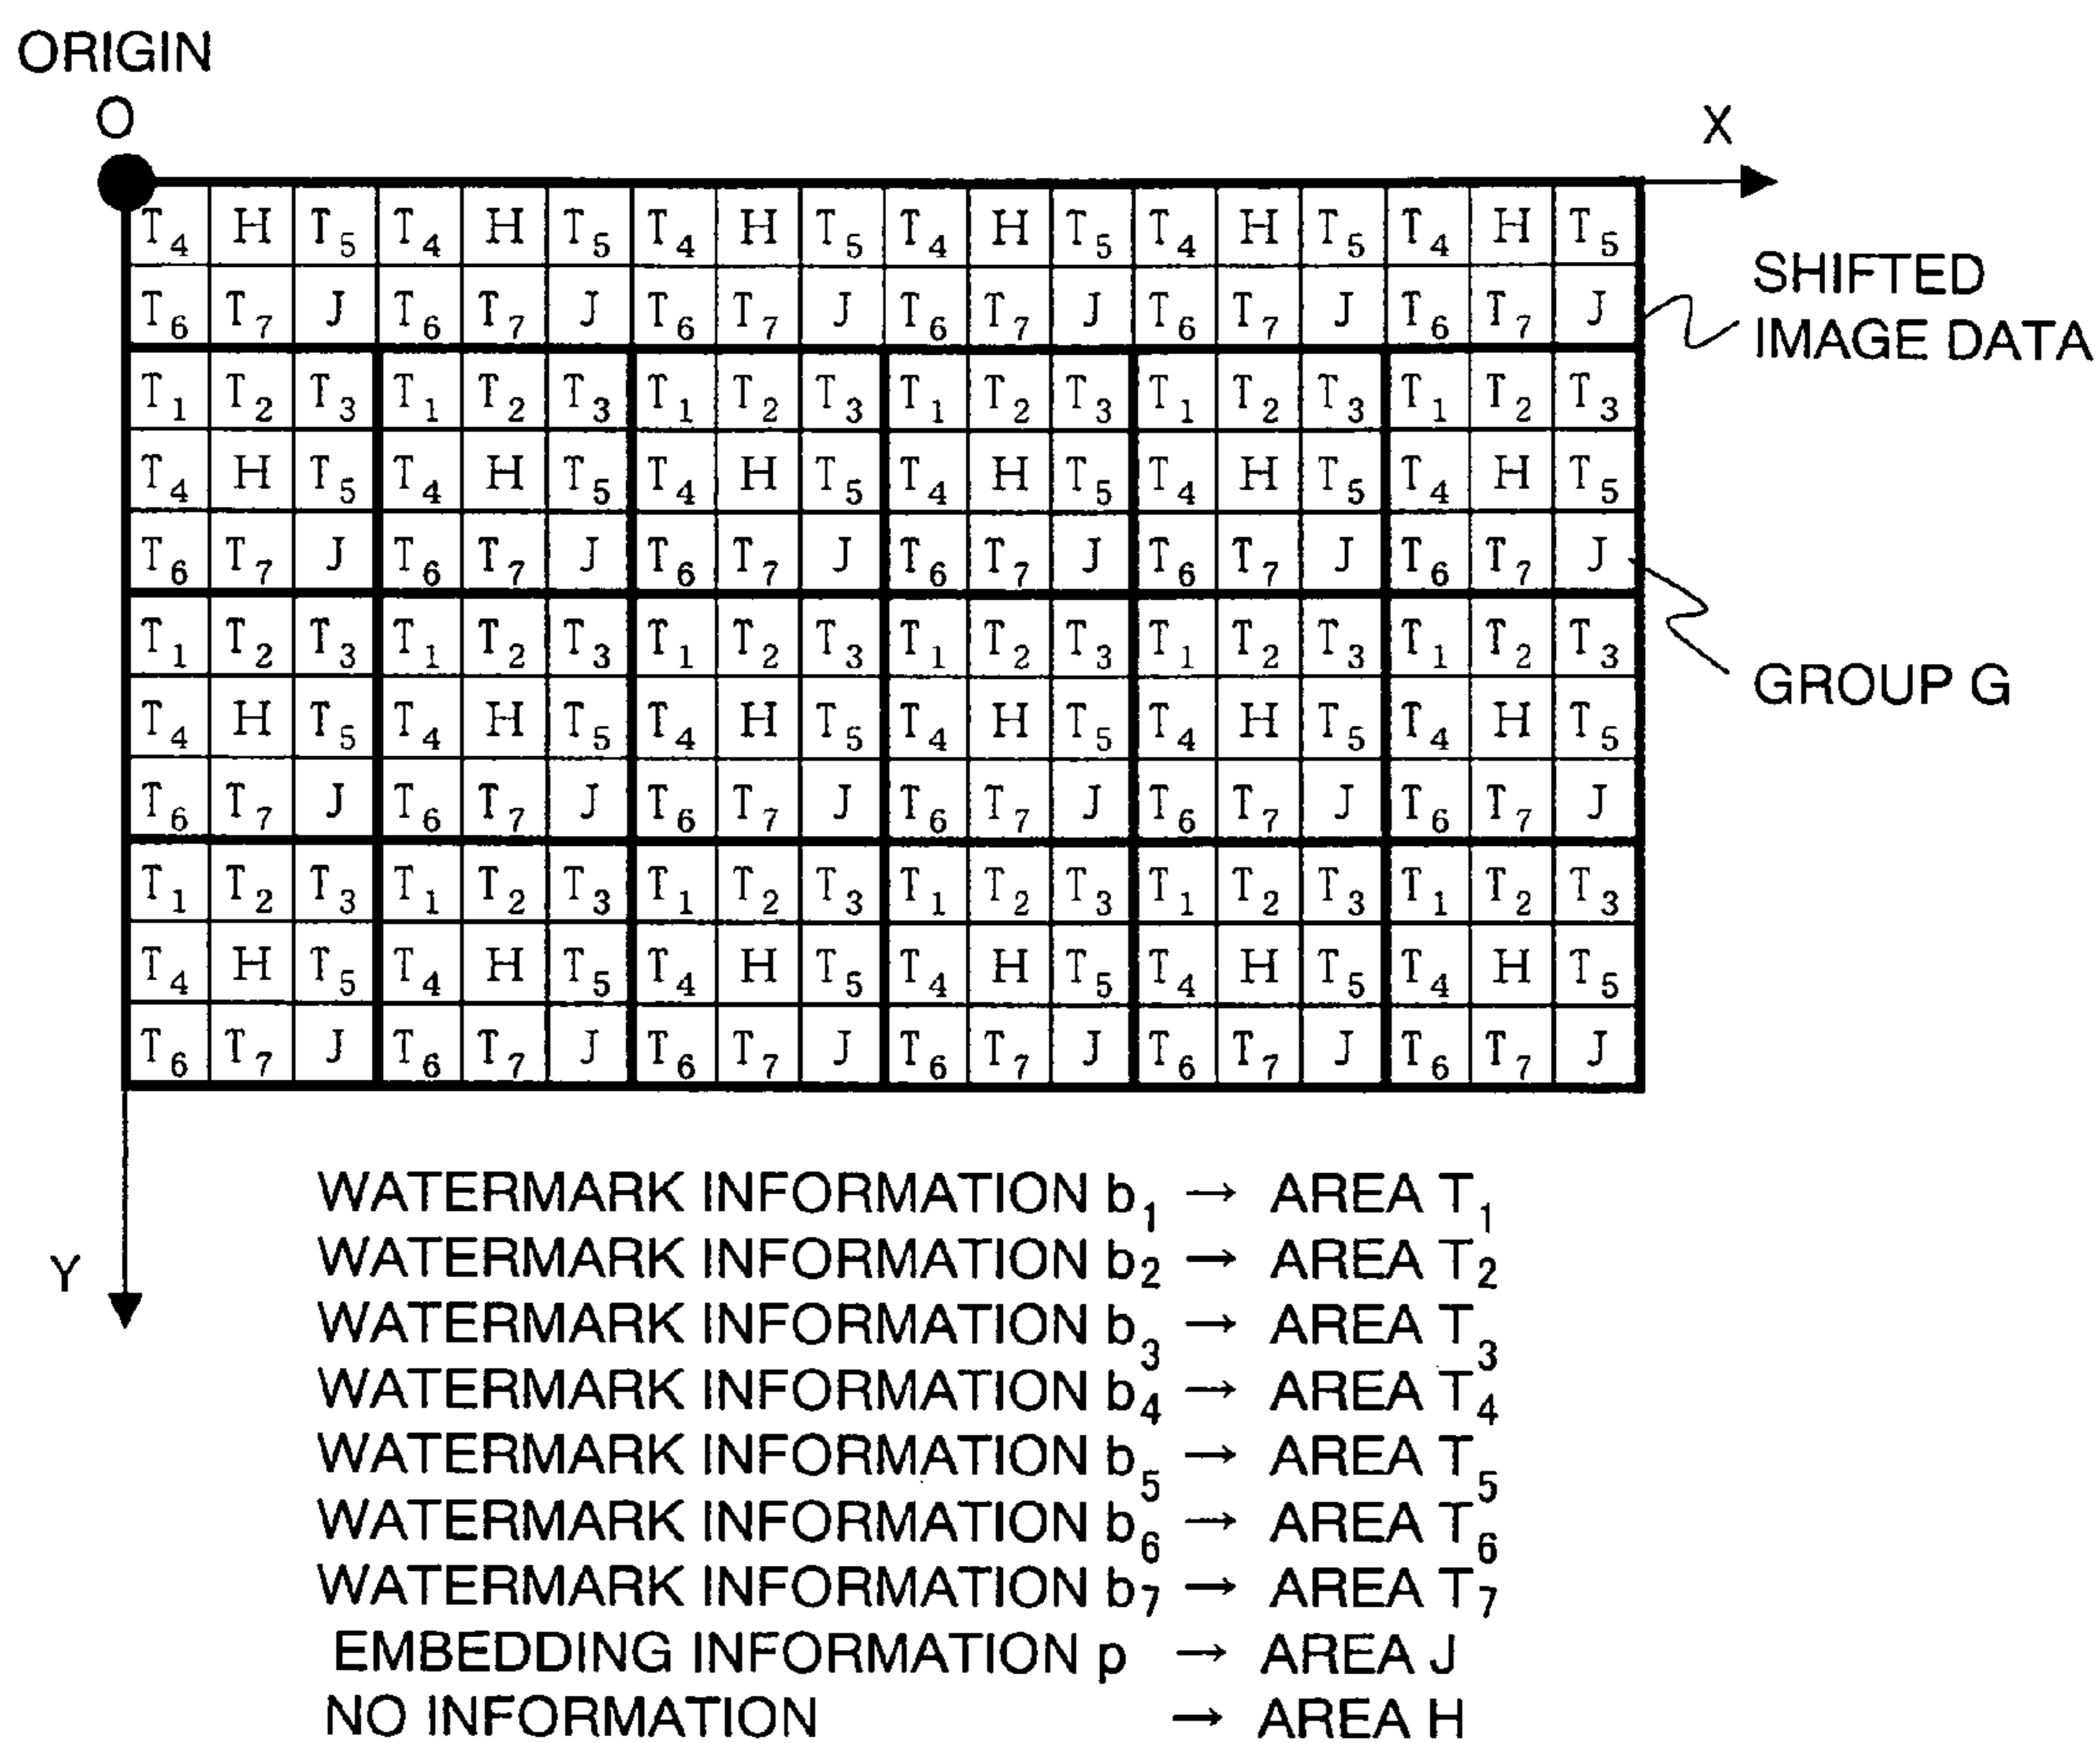 ORIGIN
O
X
T4 H T5 T4 H T5 T4 H T5 T4 H T5 T4 H T5 T4 H T5
T6 T7 J T6 T7 J T6 T7 J T6 T7 J T6 T7 J T6 T7 J
SHIFTED
IMAGE DATA
T1 T2 T3 T1 T2 T3 T1 T2 T3 T1 T2 T3 T1 T2 T3 T1 T2 T3
T4 H T5 T4 H T5 T4 H T5 T4 H T5 T4 H T5 T4 H T5
T6 T7 J T6 T7 J T6 T7 J T6 T7 J T6 T7 J T6 T7 J
T1 T2 T3 T1 T2 T3 T1 T2 T3 T1 T2 T3 T1 T2 T3 T1 T2 T3
GROUP G
T4 H T5 T4 H T5 T4 H T5 T4 H T5 T4 H T5 T4 H T5
T6 T7 J T6 T7 J T6 T7 J T6 T7 J T6 T7 J T6 T7 J
T1 T2 T3 T1 T2 T3 T1 T2 T3 T1 T2 T3 T1 T2 T3 T1 T2 T3
T4 H T5 T4 H T5 T4 H T5 T4 H T5 T4 H T5 T4 H T5
T6 T7 J T6 T7 J T6 T7 J T6 T7 J T6 T7 J T6 T7 J
Y
WATERMARK INFORMATION b1 → AREA T1
WATERMARK INFORMATION b2 → AREA T2
WATERMARK INFORMATION b3 → AREA T3
WATERMARK INFORMATION b4 → AREA T4
WATERMARK INFORMATION b5 → AREA T5
WATERMARK INFORMATION b6 → AREA T6
WATERMARK INFORMATION b7 → AREA T7
EMBEDDING INFORMATION p → AREA J
NO INFORMATION → AREA H